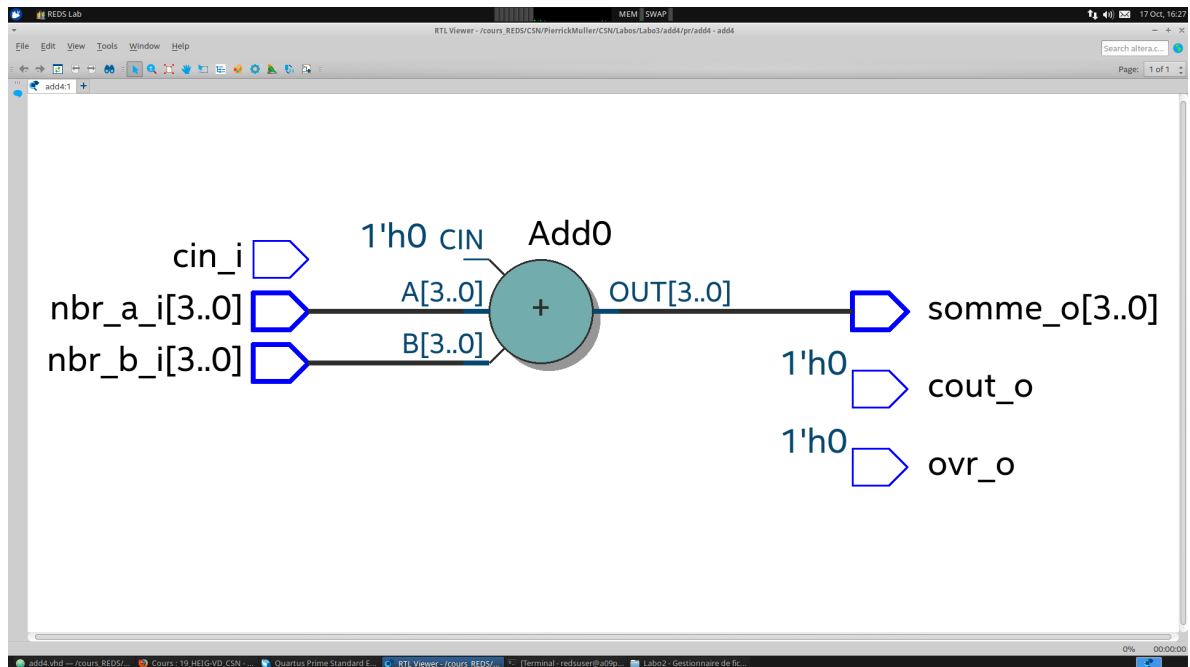 REDS Lab
MEM SWAP
17 Oct, 16:27
RTL Viewer - /cours_REDS/CSN/PierrickMuller/CSN/Labos/Labo3/add4/pr/add4 - add4
File Edit View Tools Window Help
Search altera.c...
Page: 1 of 1
add4:1
1'h0 CIN Add0
cin_i
nbr_a_i[3..0] A[3..0] + OUT[3..0] somme_o[3..0]
nbr_b_i[3..0] B[3..0]
1'h0
cout_o
1'h0
ovr_o
0% 00:00:00
add4.vhd — /cours_REDS/... Cours : 19_HEIG-VD_CSN - ... Quartus Prime Standard E... RTL Viewer - /cours_REDS/... [Terminal - redsuser@a09p... Labo2 - Gestionnaire de fic...